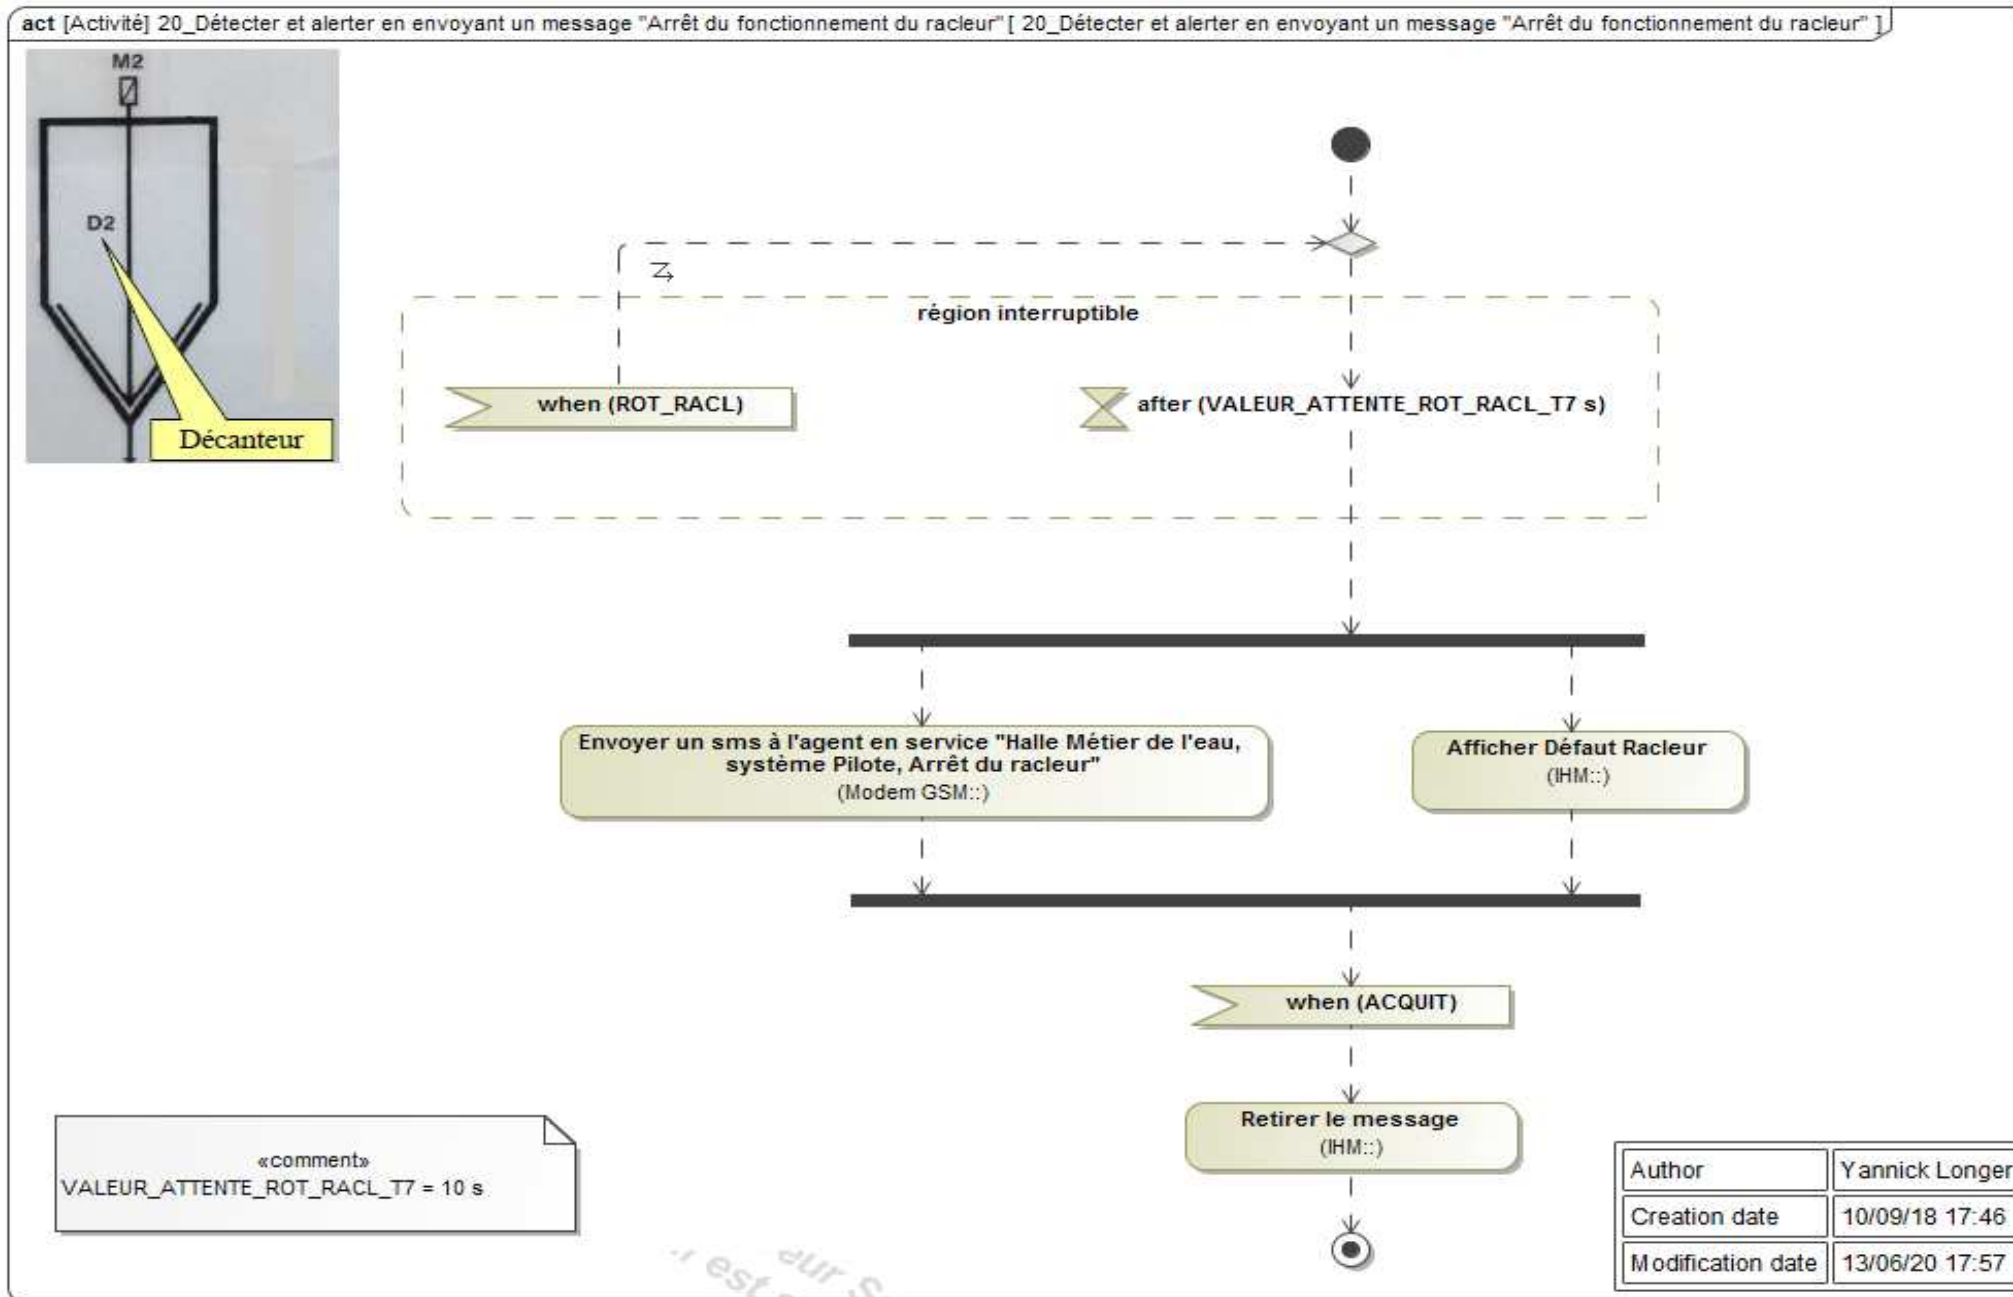 act [Activité] 20_Détecter et alerter en envoyant un message "Arrêt du fonctionnement du racleur" [ 20_Détecter et alerter en envoyant un message "Arrêt du fonctionnement du racleur" ]
M2
D2
Décanteur
région interruptible
when (ROT_RACL)
after (VALEUR_ATTENTE_ROT_RACL_T7 s)
Envoyer un sms à l'agent en service "Halle Métier de l'eau,
système Pilote, Arrêt du racleur"
(Modem GSM::)
Afficher Défaut Racleur
(IHM::)
when (ACQUIT)
Retirer le message
(IHM::)
«comment»
VALEUR_ATTENTE_ROT_RACL_T7 = 10 s
Author Yannick Longer
Creation date 10/09/18 17:46
Modification date 13/06/20 17:57
est